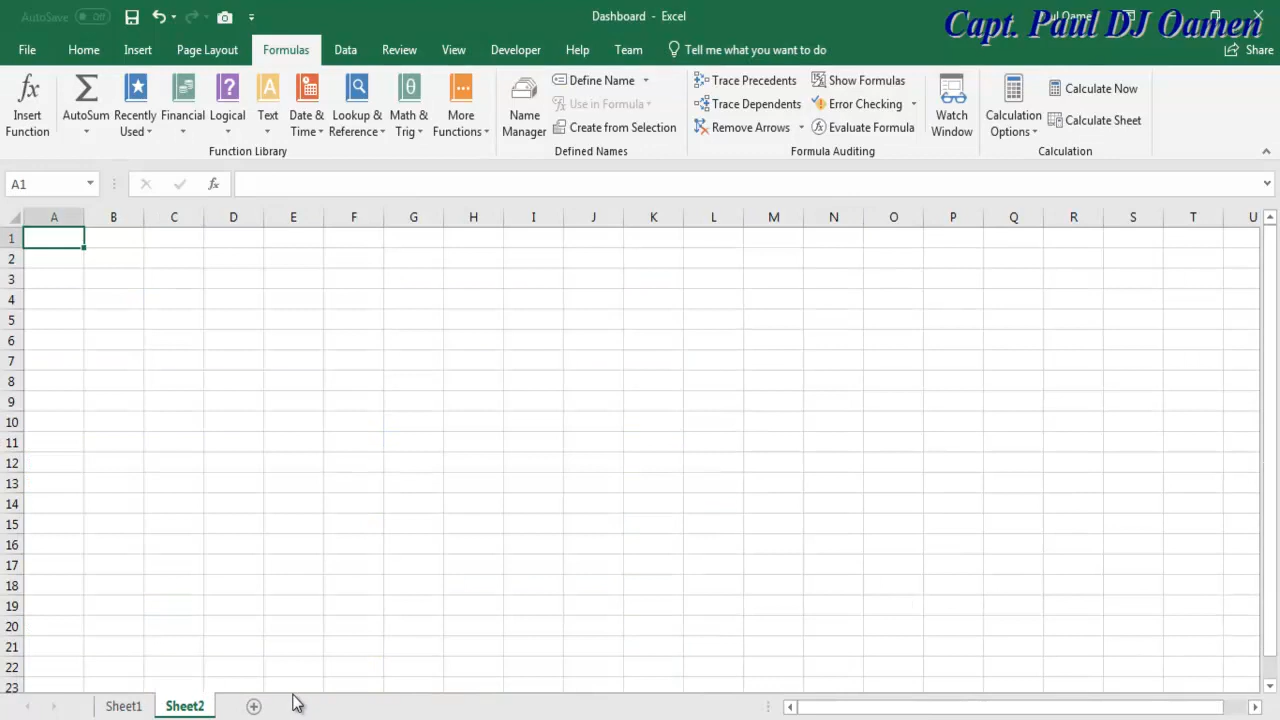 AutoSave Off
Dashboard - Excel
Capt. Paul DJ Oamen
File Home Insert Page Layout Formulas Data Review View Developer Help Team Tell me what you want to do Share
Insert Function
AutoSum
Recently Used
Financial
Logical
Text
Date & Time
Lookup & Reference
Math & Trig
More Functions
Function Library
Name Manager
Define Name
Use in Formula
Create from Selection
Defined Names
Trace Precedents
Trace Dependents
Remove Arrows
Show Formulas
Error Checking
Evaluate Formula
Formula Auditing
Watch Window
Calculation Options
Calculate Now
Calculate Sheet
Calculation
A1
fx
A B C D E F G H I J K L M N O P Q R S T U
1
2
3
4
5
6
7
8
9
10
11
12
13
14
15
16
17
18
19
20
21
22
23
Sheet1 Sheet2